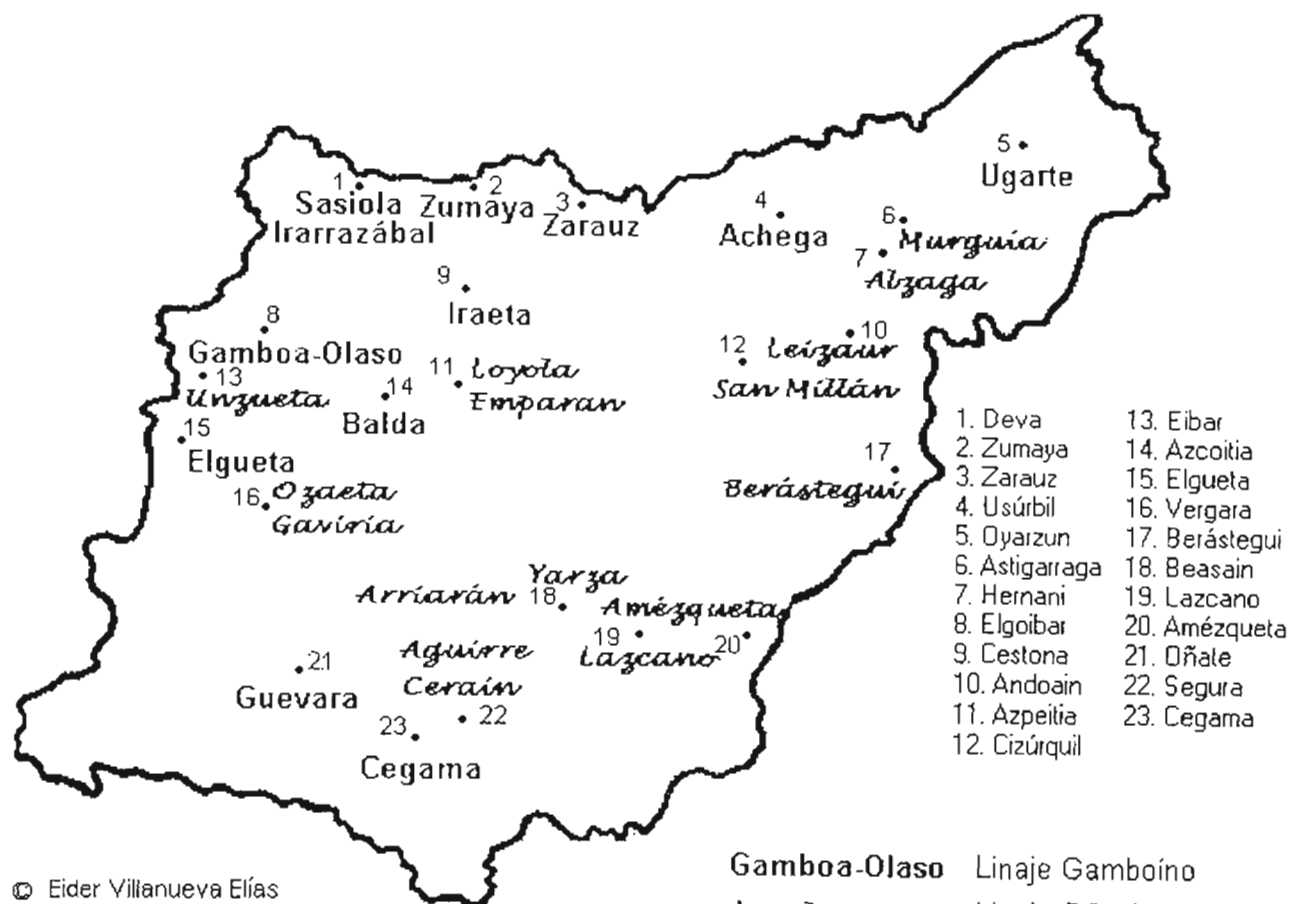 5
Ugarte
1
Sasiola
Irarrazábal
2
Zumaya
3
Zarauz
4
Achega
6
Murguía
7
Alzaga
9
Iraeta
8
Gamboa-Olaso
13
Unzueta
10
Leizaur
12
San Millán
11
Loyola
Emparan
14
Balda
15
Elgueta
16
Ozaeta
Gaviria
17
Berástegui
Yarza
18
Arriarán
Amézqueta
19
20
Lazcano
Aguirre
Ceraín
21
Guevara
22
23
Cegama
1. Deva
2. Zumaya
3. Zarauz
4. Usúrbil
5. Oyarzun
6. Astigarraga
7. Hernani
8. Elgoibar
9. Cestona
10. Andoain
11. Azpeitia
12. Cizúrquil
13. Eibar
14. Azcoitia
15. Elgueta
16. Vergara
17. Berástegui
18. Beasain
19. Lazcano
20. Amézqueta
21. Oñate
22. Segura
23. Cegama
© Eider Villanueva Elías
Gamboa-Olaso Linaje Gamboíno